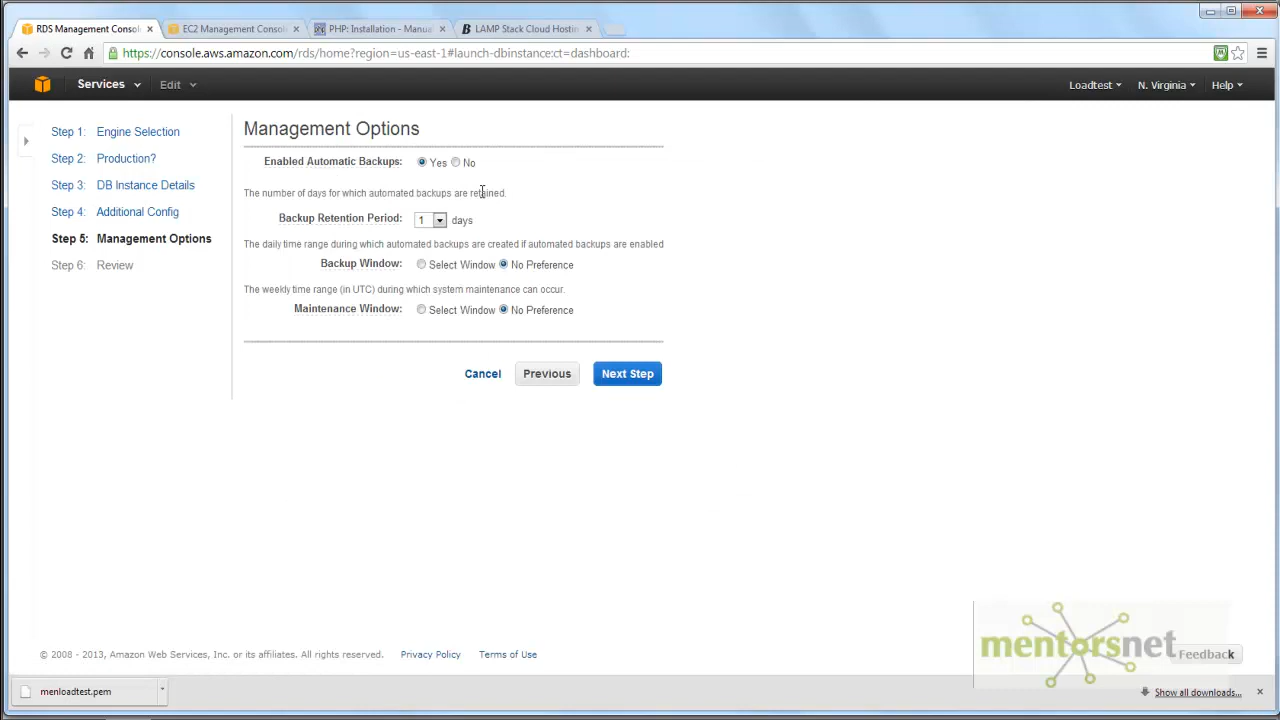 RDS Management Consol
EC2 Management Consol
PHP: Installation - Manua
LAMP Stack Cloud Hostin
https://console.aws.amazon.com/rds/home?region=us-east-1#launch-dbinstance:ct=dashboard:
Services
Edit
Loadtest
N. Virginia
Help
Step 1: Engine Selection
Step 2: Production?
Step 3: DB Instance Details
Step 4: Additional Config
Step 5: Management Options
Step 6: Review
Management Options
Enabled Automatic Backups: Yes No
The number of days for which automated backups are retained.
Backup Retention Period: 1 days
The daily time range during which automated backups are created if automated backups are enabled
Backup Window: Select Window No Preference
The weekly time range (in UTC) during which system maintenance can occur.
Maintenance Window: Select Window No Preference
Cancel
Previous
Next Step
mentorsnet
Feedback
© 2008 - 2013, Amazon Web Services, Inc. or its affiliates. All rights reserved.
Privacy Policy
Terms of Use
menloadtest.pem
Show all downloads...